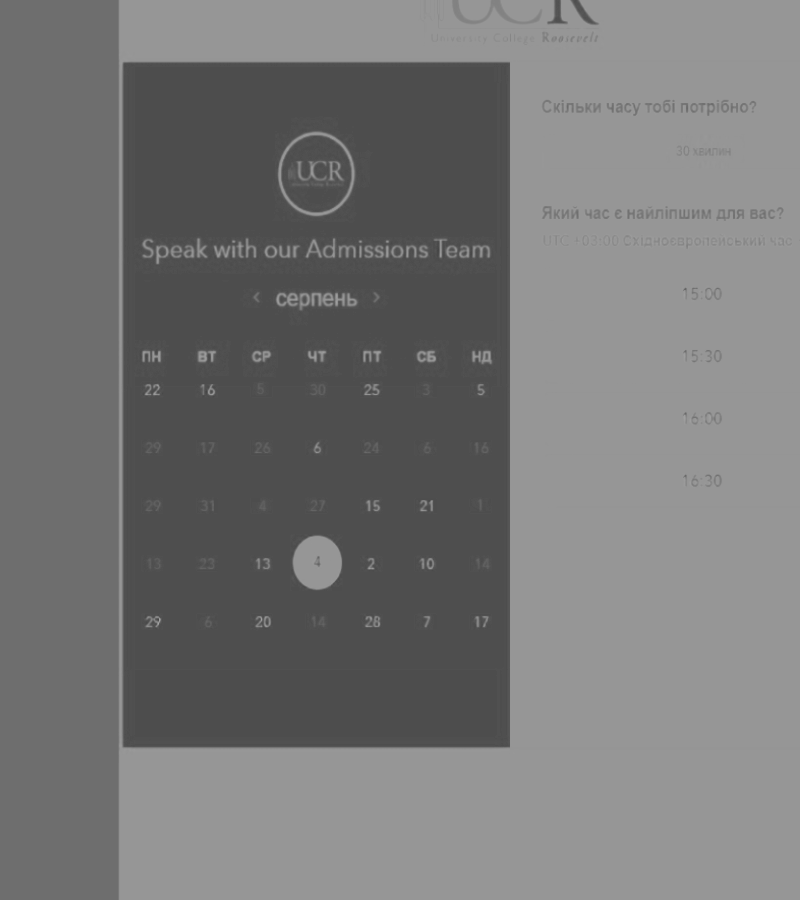 UCR
University College Roosevelt
UCR
Speak with our Admissions Team
< серпень >
ПН ВТ СР ЧТ ПТ СБ НД
22 16 5 30 25 3 5
29 17 26 6 24 6 16
29 31 4 27 15 21 1
13 23 13 4 2 10 14
29 6 20 14 28 7 17
Скільки часу тобі потрібно?
30 хвилин
Який час є найліпшим для вас?
UTC +03:00 Східноєвропейський час
15:00
15:30
16:00
16:30